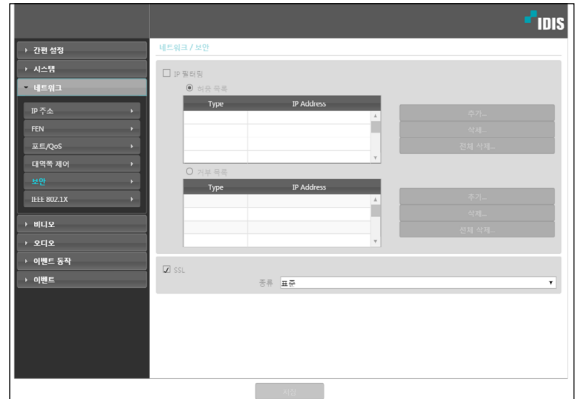 IDIS
간편 설정
시스템
네트워크
IP 주소
FEN
포트/QoS
대역폭 제어
보안
IEEE 802.1X
비디오
오디오
이벤트 동작
이벤트
네트워크 / 보안
IP 필터링
허용 목록
Type IP Address
추가...
삭제...
전체 삭제...
거부 목록
Type IP Address
추가...
삭제...
전체 삭제...
SSL
종류 표준
저장